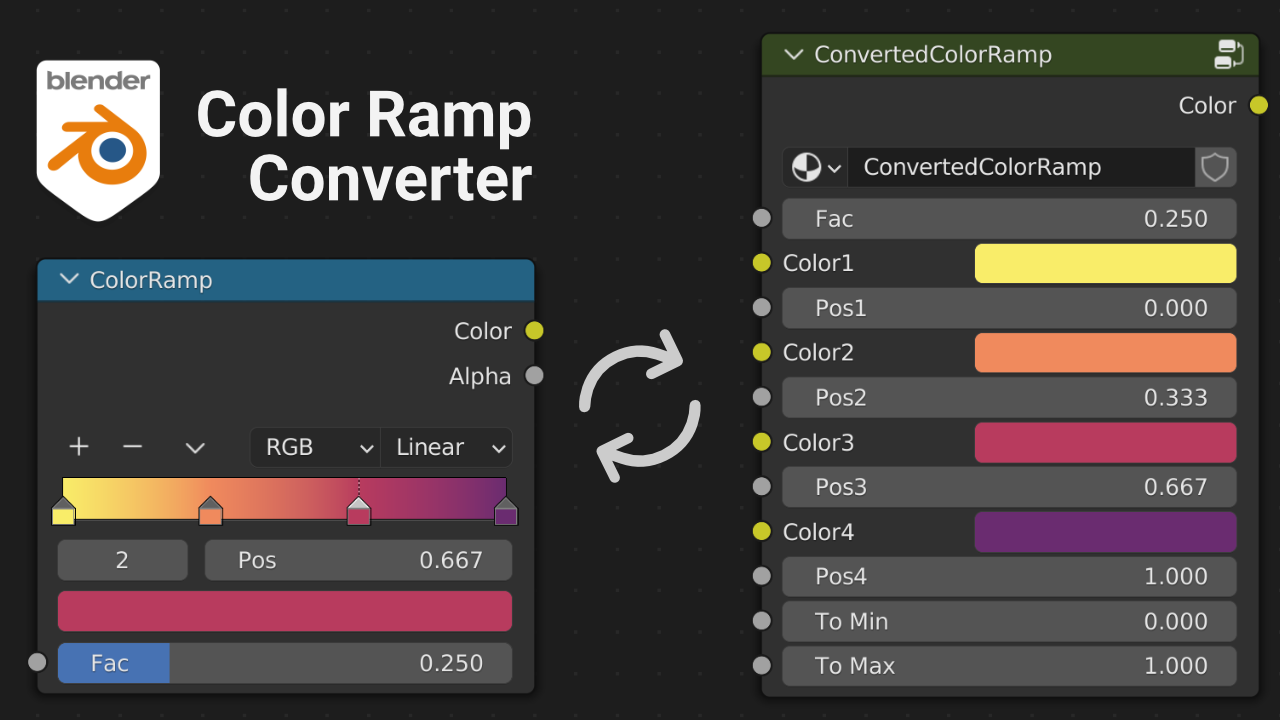 blender
Color Ramp
Converter
ColorRamp
Color
Alpha
RGB Linear
2 Pos 0.667
Fac 0.250
ConvertedColorRamp
Color
ConvertedColorRamp
Fac 0.250
Color1
Pos1 0.000
Color2
Pos2 0.333
Color3
Pos3 0.667
Color4
Pos4 1.000
To Min 0.000
To Max 1.000